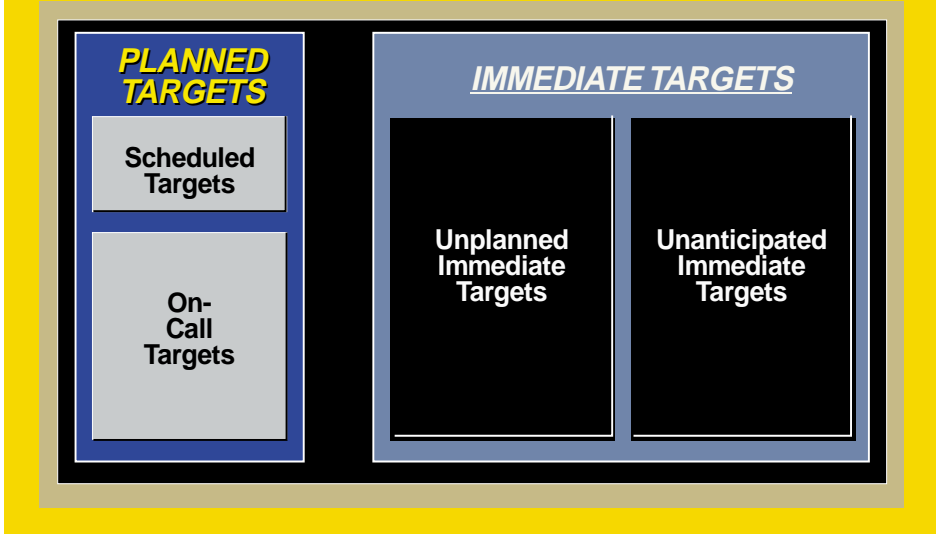 PLANNED
TARGETS
Scheduled
Targets
On-
Call
Targets
IMMEDIATE TARGETS
Unplanned
Immediate
Targets
Unanticipated
Immediate
Targets